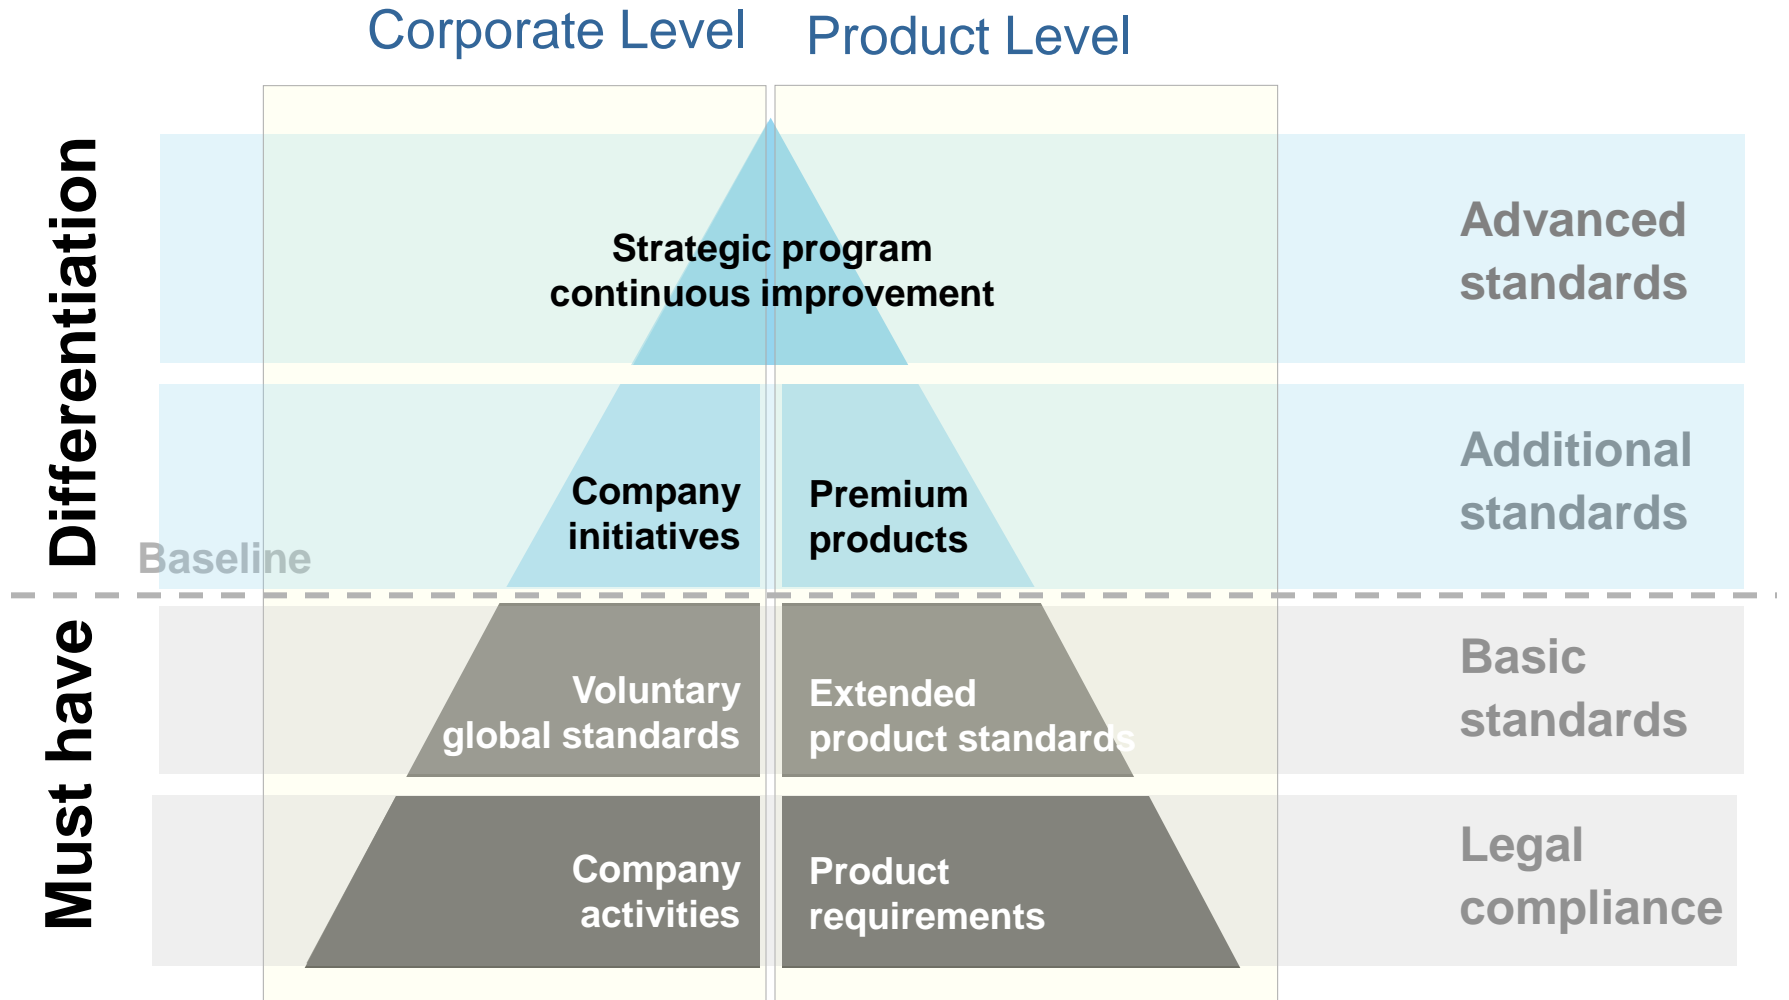 Corporate Level
Product Level
Differentiation
Strategic program
continuous improvement
Advanced
standards
Company
initiatives
Premium
products
Additional
standards
Baseline
Must have
Voluntary
global standards
Extended
product standards
Basic
standards
Company
activities
Product
requirements
Legal
compliance